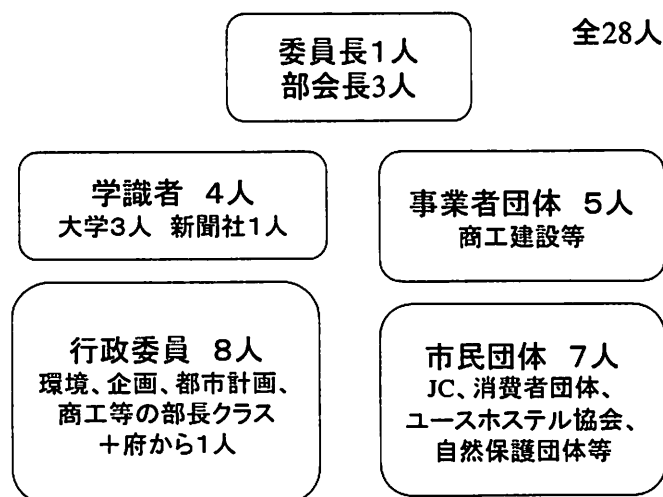 全28人
委員長1人
部会長3人
学識者 4人
大学3人 新聞社1人
事業者団体 5人
商工建設等
行政委員 8人
環境、企画、都市計画、
商工等の部長クラス
＋府から1人
市民団体 7人
JC、消費者団体、
ユースホステル協会、
自然保護団体等